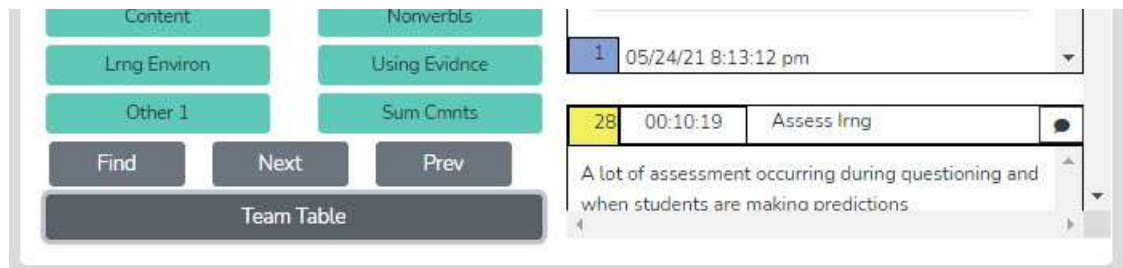 Content
Nonverbls
Lrng Environ
Using Evidnce
Other 1
Sum Cmnts
Find
Next
Prev
Team Table
1
05/24/21 8:13:12 pm
28
00:10:19
Assess lrng
A lot of assessment occurring during questioning and
when students are making predictions